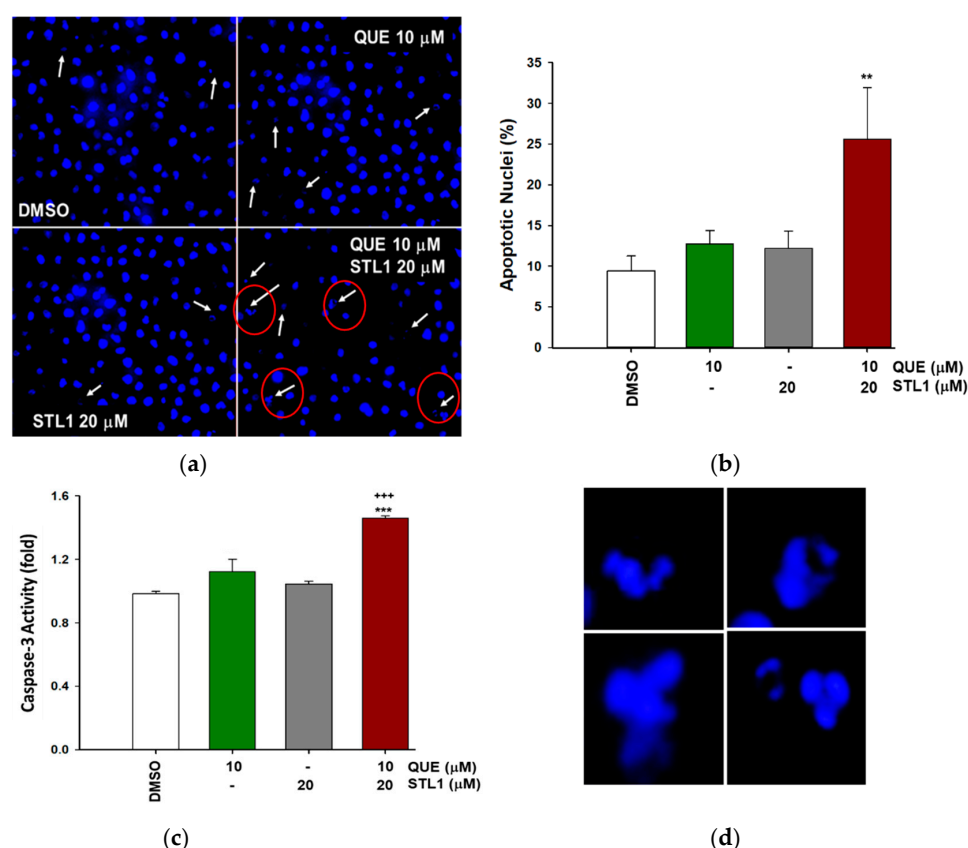 QUE 10 µM
DMSO
QUE 10 µM
STL1 20 µM
STL1 20 µM
(a)
Apoptotic Nuclei (%)
35
30
25
20
15
10
5
0
**
DMSO
10 - 10 QUE (µM)
- 20 20 STL1 (µM)
(b)
Caspase-3 Activity (fold)
1.6
1.2
0.8
0.4
0.0
+++
***
DMSO
10 - 10 QUE (µM)
- 20 20 STL1 (µM)
(c)
(d)